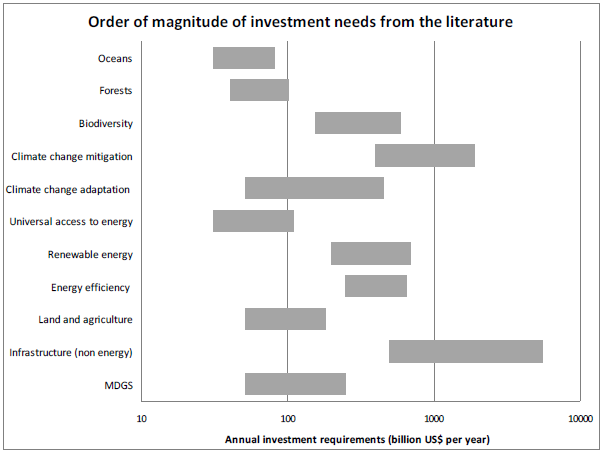 Order of magnitude of investment needs from the literature
Oceans
Forests
Biodiversity
Climate change mitigation
Climate change adaptation
Universal access to energy
Renewable energy
Energy efficiency
Land and agriculture
Infrastructure (non energy)
MDGS
10 100 1000 10000
Annual investment requirements (billion US$ per year)